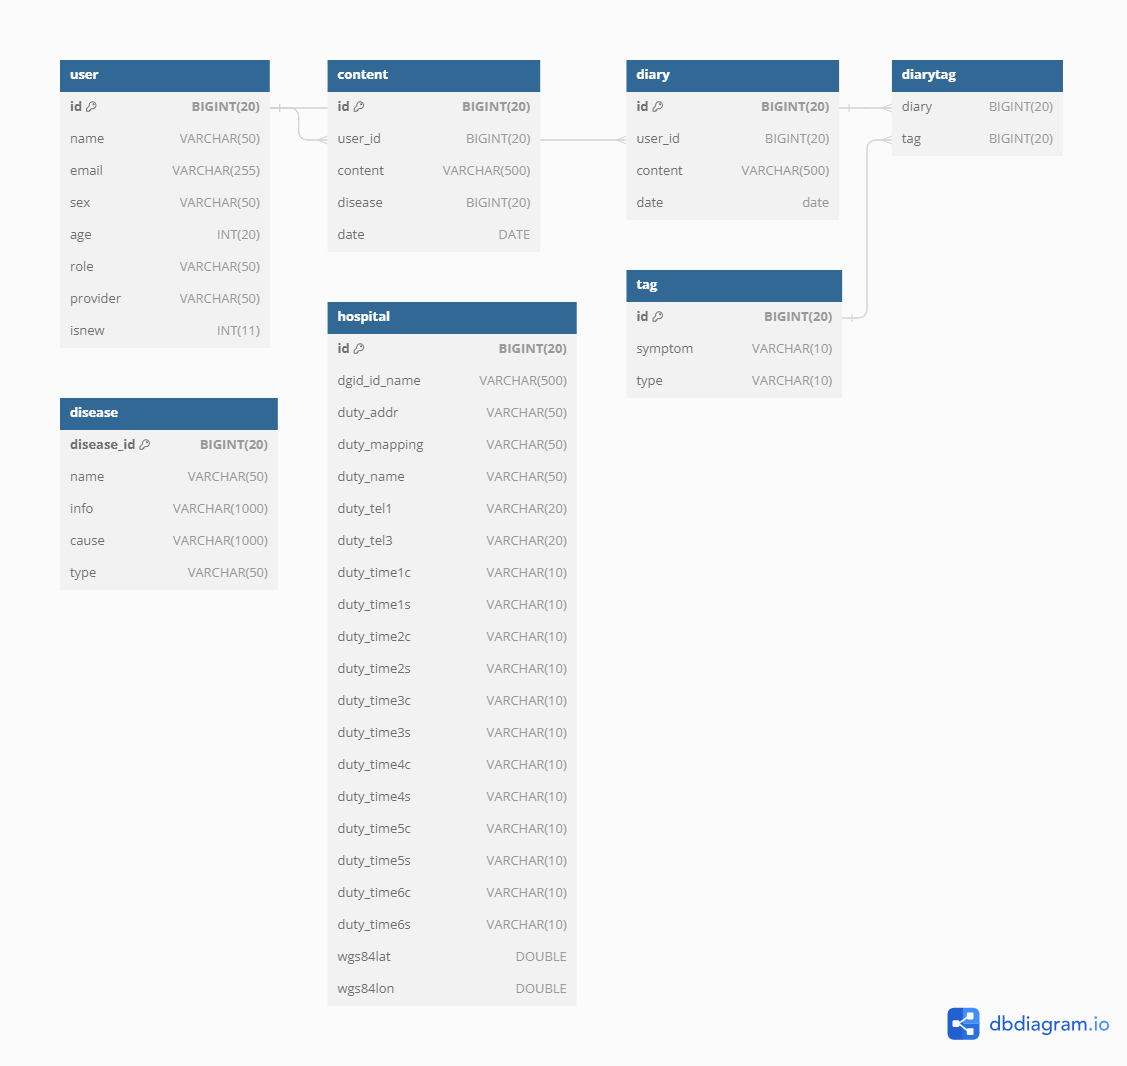 user
id BIGINT(20)
name VARCHAR(50)
email VARCHAR(255)
sex VARCHAR(50)
age INT(20)
role VARCHAR(50)
provider VARCHAR(50)
isnew INT(11)
content
id BIGINT(20)
user_id BIGINT(20)
content VARCHAR(500)
disease BIGINT(20)
date DATE
diary
id BIGINT(20)
user_id BIGINT(20)
content VARCHAR(500)
date date
diarytag
diary BIGINT(20)
tag BIGINT(20)
tag
id BIGINT(20)
symptom VARCHAR(10)
type VARCHAR(10)
disease
disease_id BIGINT(20)
name VARCHAR(50)
info VARCHAR(1000)
cause VARCHAR(1000)
type VARCHAR(50)
hospital
id BIGINT(20)
dgid_id_name VARCHAR(500)
duty_addr VARCHAR(50)
duty_mapping VARCHAR(50)
duty_name VARCHAR(50)
duty_tel1 VARCHAR(20)
duty_tel3 VARCHAR(20)
duty_time1c VARCHAR(10)
duty_time1s VARCHAR(10)
duty_time2c VARCHAR(10)
duty_time2s VARCHAR(10)
duty_time3c VARCHAR(10)
duty_time3s VARCHAR(10)
duty_time4c VARCHAR(10)
duty_time4s VARCHAR(10)
duty_time5c VARCHAR(10)
duty_time5s VARCHAR(10)
duty_time6c VARCHAR(10)
duty_time6s VARCHAR(10)
wgs84lat DOUBLE
wgs84lon DOUBLE
dbdiagram.io